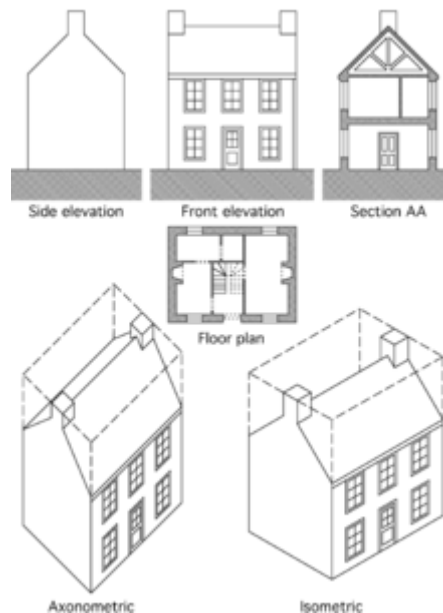 Side elevation
Front elevation
Section AA
Floor plan
Axonometric
Isometric